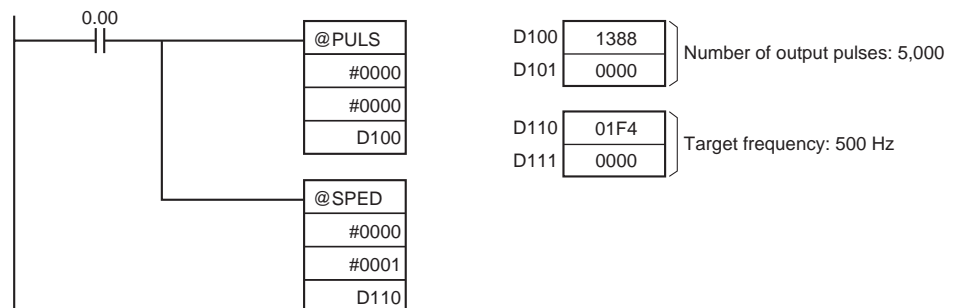 0.00
@PULS
#0000
#0000
D100
D100 1388
D101 0000
Number of output pulses: 5,000
D110 01F4
D111 0000
Target frequency: 500 Hz
@SPED
#0000
#0001
D110